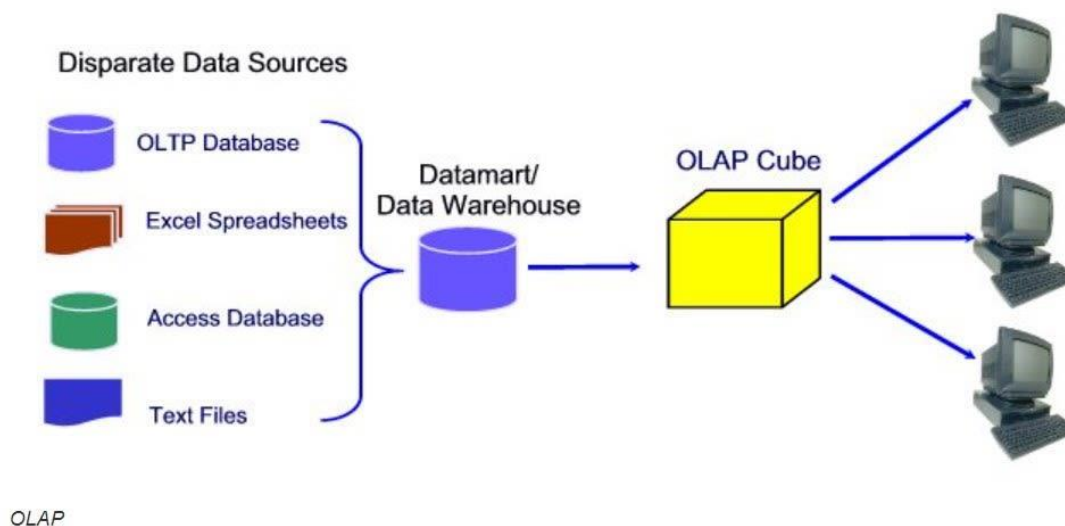 Disparate Data Sources
OLTP Database
Excel Spreadsheets
Access Database
Text Files
Datamart/
Data Warehouse
OLAP Cube
OLAP